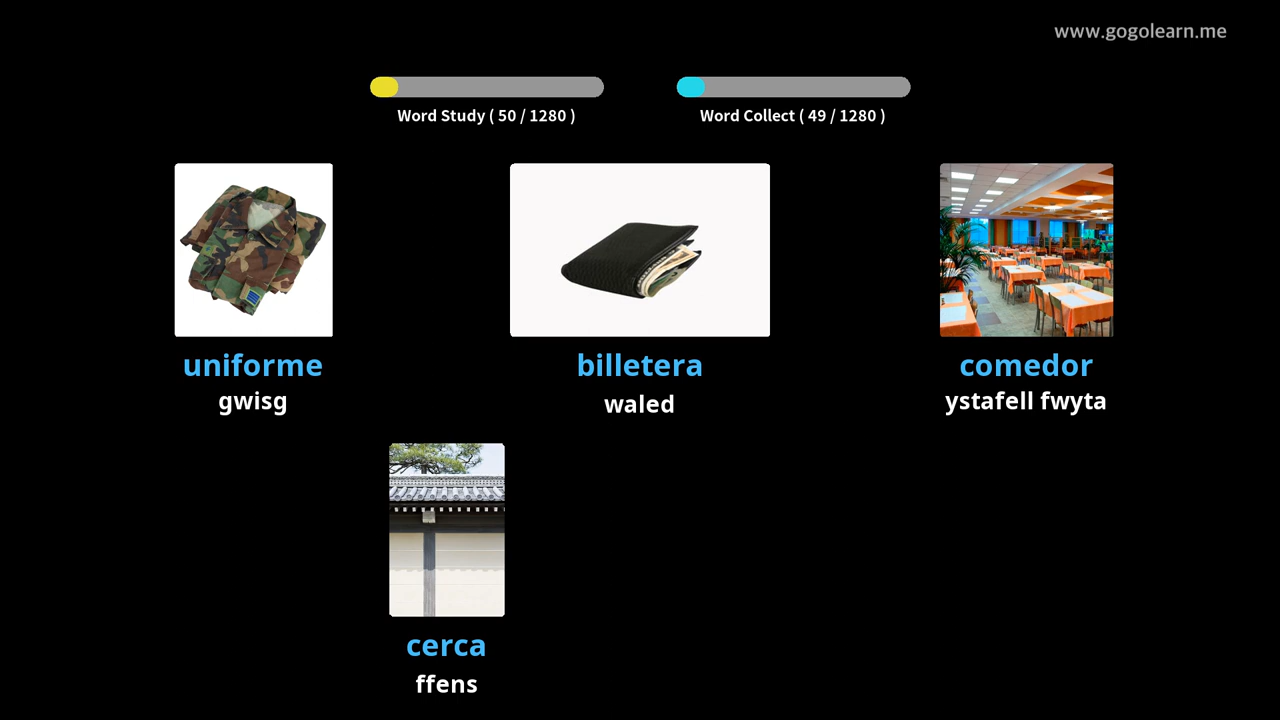 www.gogolearn.me
Word Study ( 50 / 1280 )
Word Collect ( 49 / 1280 )
uniforme
gwisg
billetera
waled
comedor
ystafell fwyta
cerca
ffens